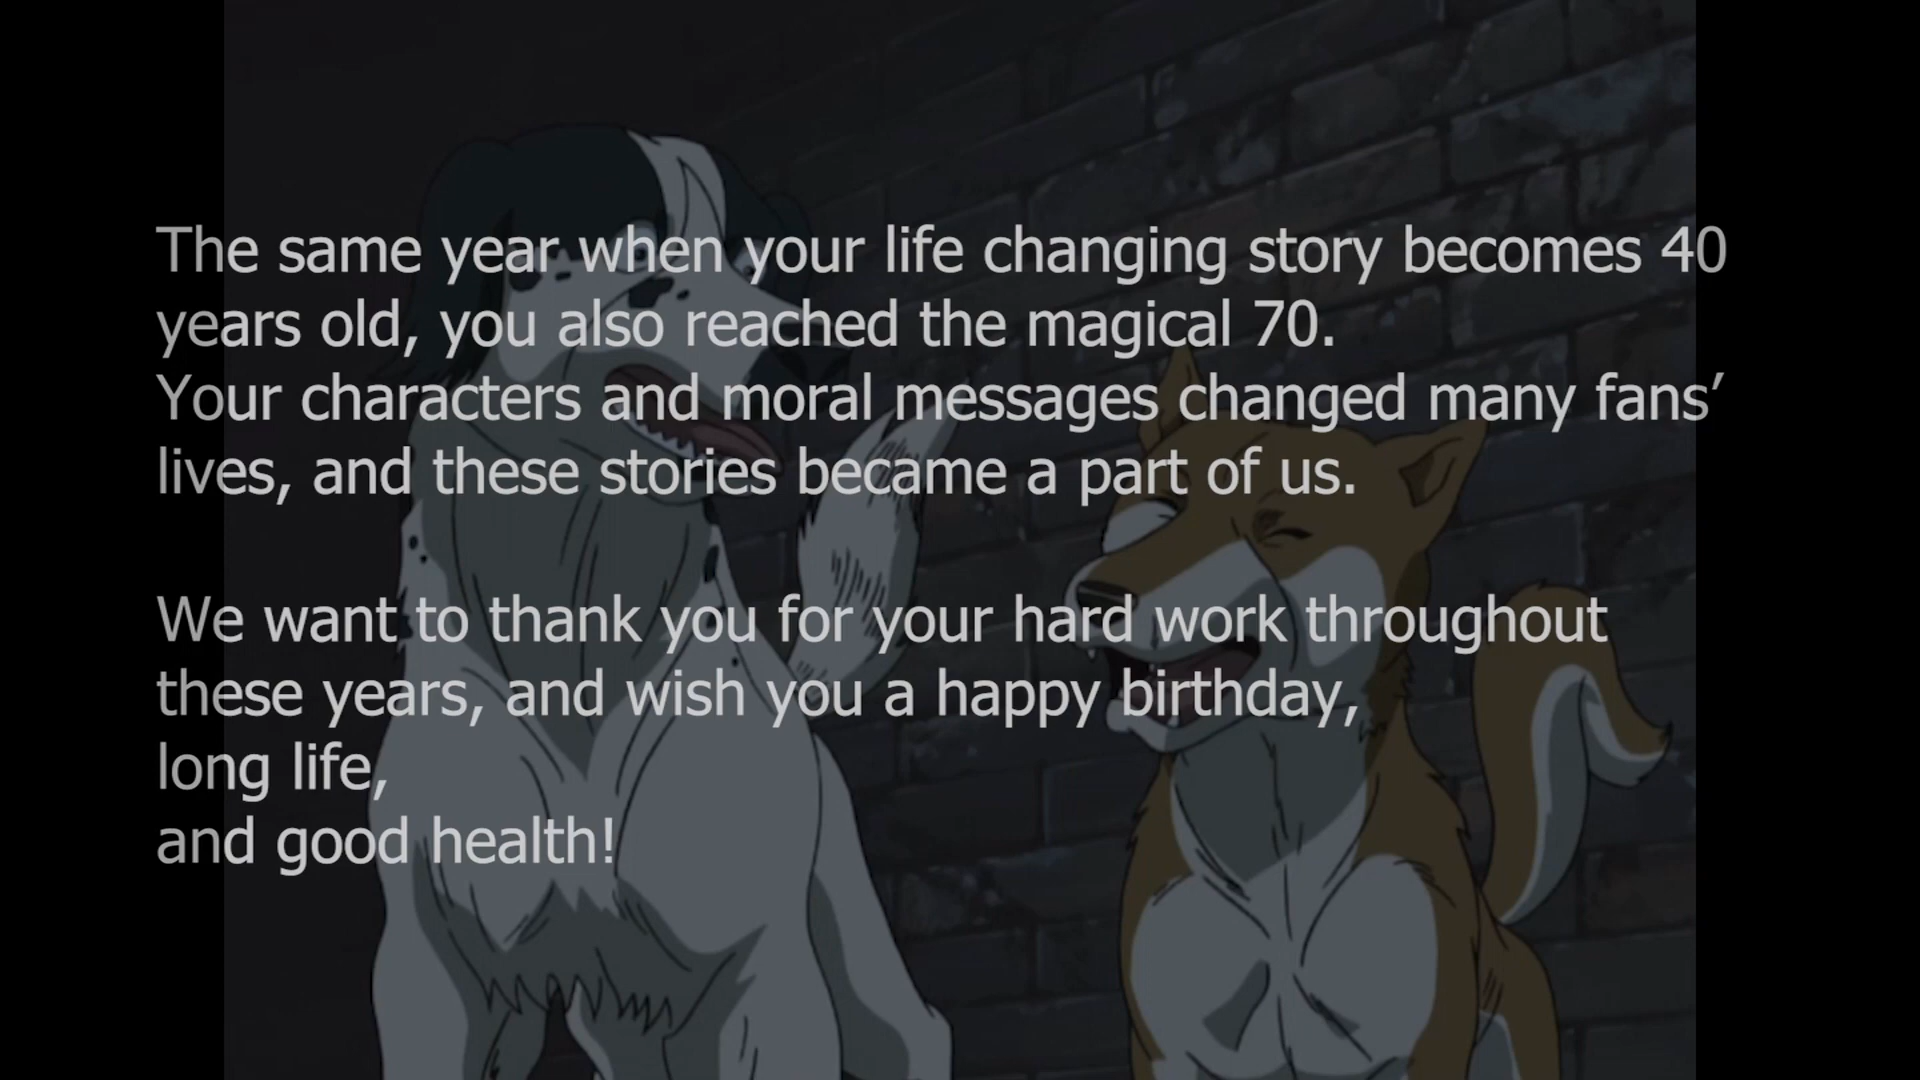 The same year when your life changing story becomes 40
years old, you also reached the magical 70.
Your characters and moral messages changed many fans’
lives, and these stories became a part of us.
We want to thank you for your hard work throughout
these years, and wish you a happy birthday,
long life,
and good health!